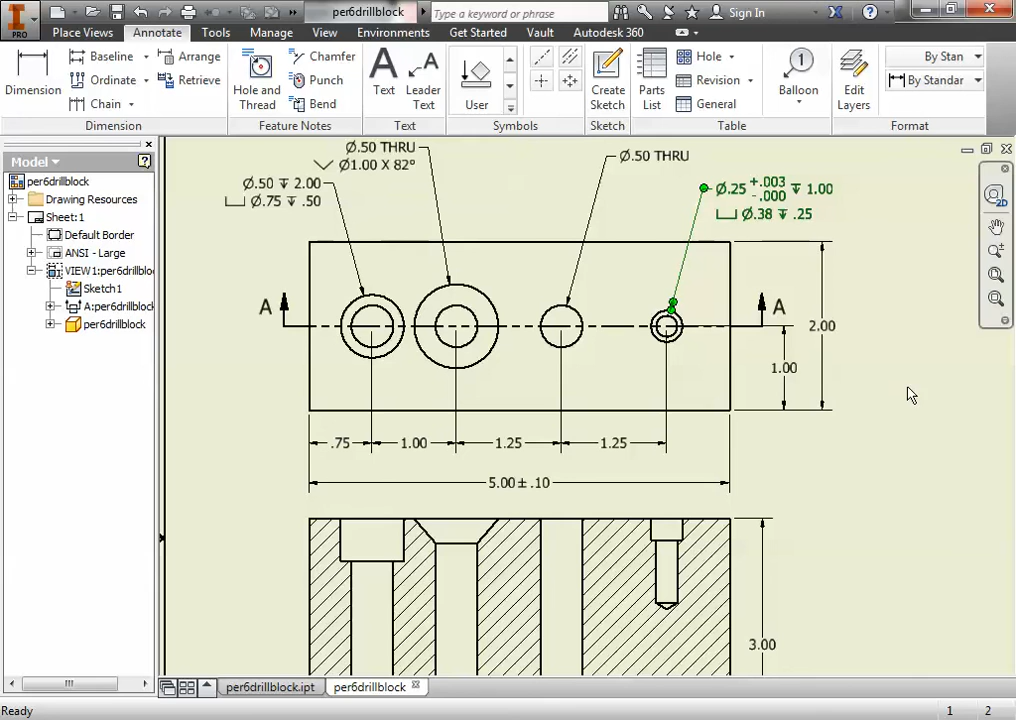 PRO
per6drillblock
Type a keyword or phrase
Sign In
Place Views
Annotate
Tools
Manage
View
Environments
Get Started
Vault
Autodesk 360
Dimension
Baseline
Ordinate
Chain
Arrange
Retrieve
Dimension
Hole and
Thread
Chamfer
Punch
Bend
Feature Notes
A
Text
A
Leader
Text
Text
User
Symbols
Create
Sketch
Sketch
Parts
List
Hole
Revision
General
Table
1
Balloon
Edit
Layers
By Stan
By Standar
Format
Model
per6drillblock
Drawing Resources
Sheet:1
Default Border
ANSI - Large
VIEW1:per6drillblo
Sketch1
A:per6drillblock
per6drillblock
Ø.50 THRU
⌵ Ø1.00 X 82°
Ø.50 ↧ 2.00
⌴ Ø.75 ↧ .50
Ø.50 THRU
Ø.25 +.003 -.000 ↧ 1.00
⌴ Ø.38 ↧ .25
2D
A
A
2.00
1.00
.75
1.00
1.25
1.25
5.00± .10
3.00
per6drillblock.ipt
per6drillblock
Ready
1
2